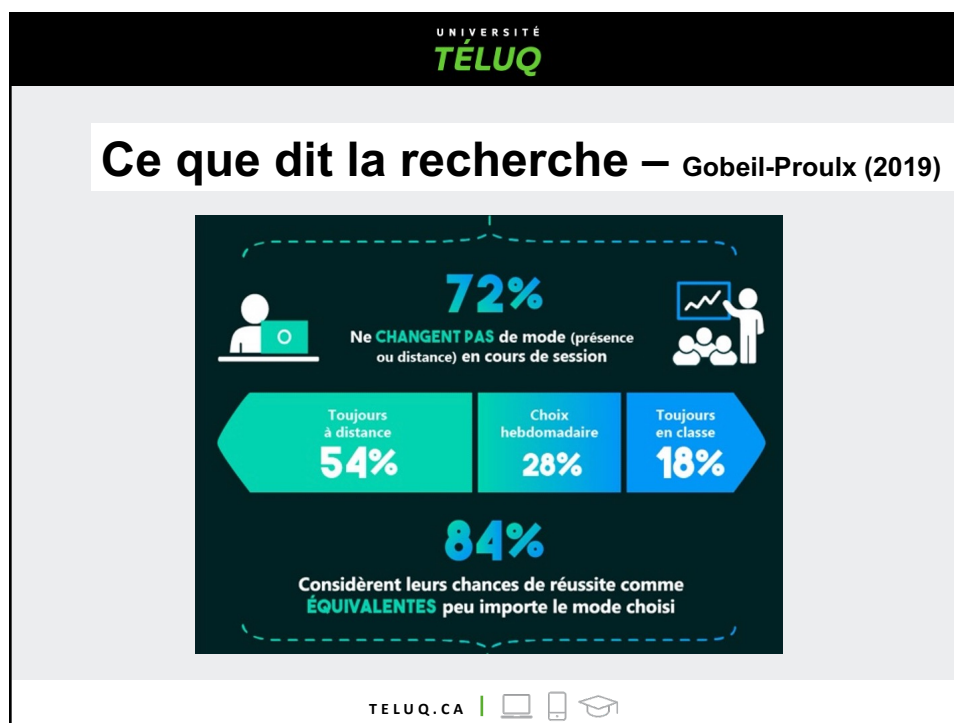 UNIVERSITÉ
TÉLUQ
Ce que dit la recherche – Gobeil-Proulx (2019)
72%
Ne CHANGENT PAS de mode (présence
ou distance) en cours de session
Toujours
à distance
54%
Choix
hebdomadaire
28%
Toujours
en classe
18%
84%
Considèrent leurs chances de réussite comme
ÉQUIVALENTES peu importe le mode choisi
TELUQ.CA